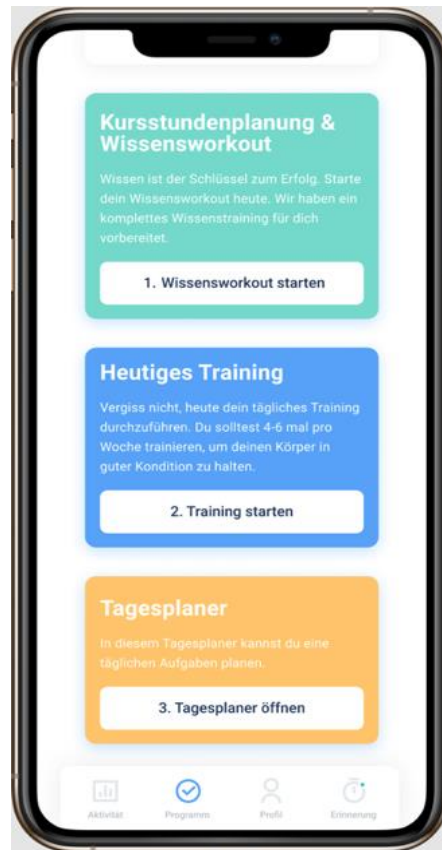 Kursstundenplanung &
Wissensworkout
Wissen ist der Schlüssel zum Erfolg. Starte
dein Wissensworkout heute. Wir haben ein
komplettes Wissenstraining für dich
vorbereitet.
1. Wissensworkout starten
Heutiges Training
Vergiss nicht, heute dein tägliches Training
durchzuführen. Du solltest 4-6 mal pro
Woche trainieren, um deinen Körper in
guter Kondition zu halten.
2. Training starten
Tagesplaner
In diesem Tagesplaner kannst du eine
täglichen Aufgaben planen.
3. Tagesplaner öffnen
Aktivität Programm Profil Erinnerung